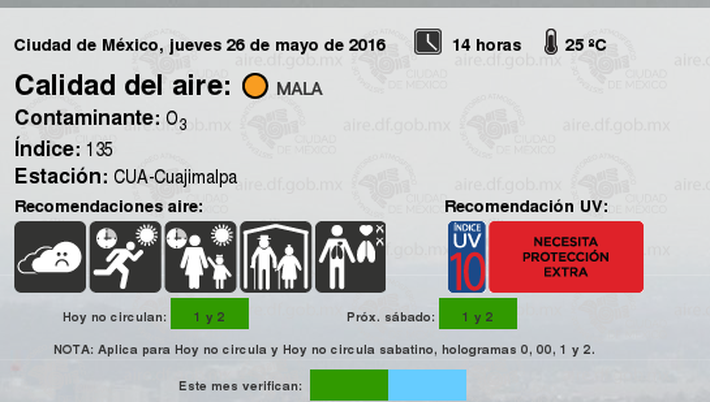 Ciudad de México, jueves 26 de mayo de 2016 14 horas 25 ºC
Calidad del aire: MALA
Contaminante: O3
Índice: 135
Estación: CUA-Cuajimalpa
Recomendaciones aire: Recomendación UV:
ÍNDICE
UV
10
NECESITA
PROTECCIÓN
EXTRA
Hoy no circulan: 1 y 2 Próx. sábado: 1 y 2
NOTA: Aplica para Hoy no circula y Hoy no circula sabatino, hologramas 0, 00, 1 y 2.
Este mes verifican:
aire.df.gob.mx
CIUDAD
DE MÉXICO